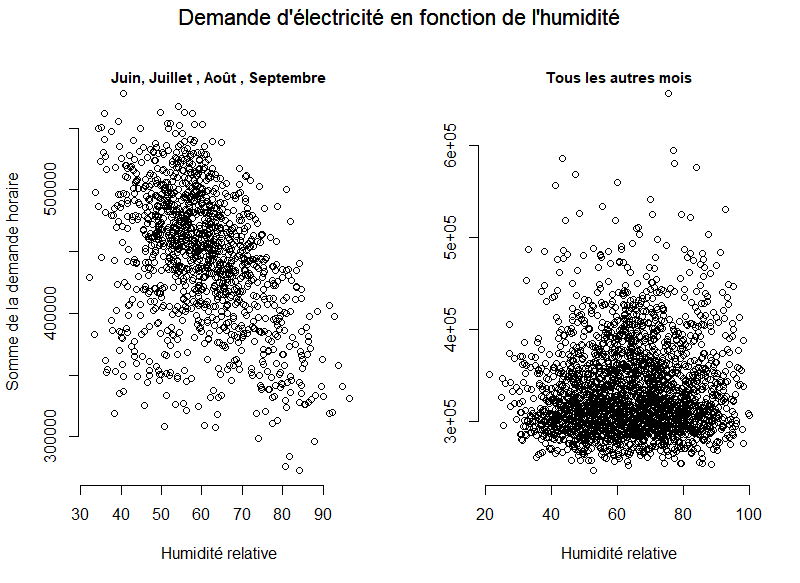 Demande d'électricité en fonction de l'humidité
Juin, Juillet , Août , Septembre
Somme de la demande horaire
500000
400000
300000
30 40 50 60 70 80 90
Humidité relative
Tous les autres mois
6e+05
5e+05
4e+05
3e+05
20 40 60 80 100
Humidité relative